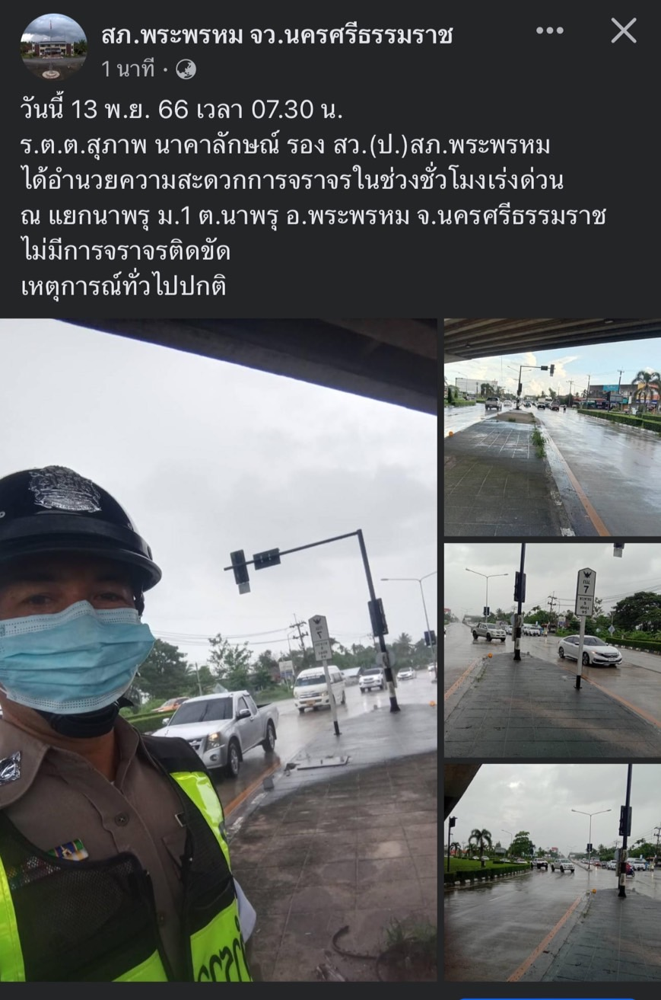 สภ.พระพรหม จว.นครศรีธรรมราช
1 นาที ·
วันนี้ 13 พ.ย. 66 เวลา 07.30 น.
ร.ต.ต.สุภาพ นาคาลักษณ์ รอง สว.(ป.)สภ.พระพรหม
ได้อำนวยความสะดวกการจราจรในช่วงชั่วโมงเร่งด่วน
ณ แยกนาพรุ ม.1 ต.นาพรุ อ.พระพรหม จ.นครศรีธรรมราช
ไม่มีการจราจรติดขัด
เหตุการณ์ทั่วไปปกติ
7
กม.
7
จราจร